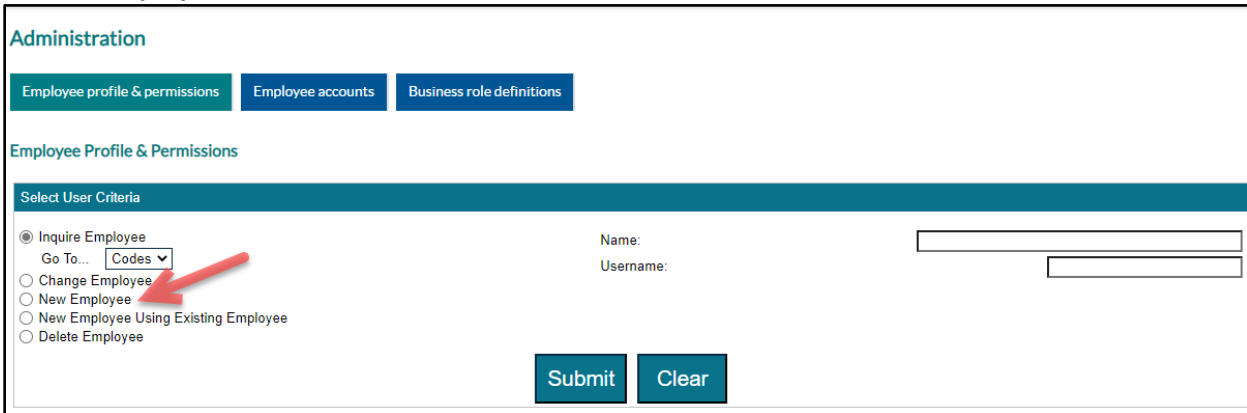 Administration
Employee profile & permissions
Employee accounts
Business role definitions
Employee Profile & Permissions
Select User Criteria
Inquire Employee
Name:
Go To... Codes
Username:
Change Employee
New Employee
New Employee Using Existing Employee
Delete Employee
Submit
Clear